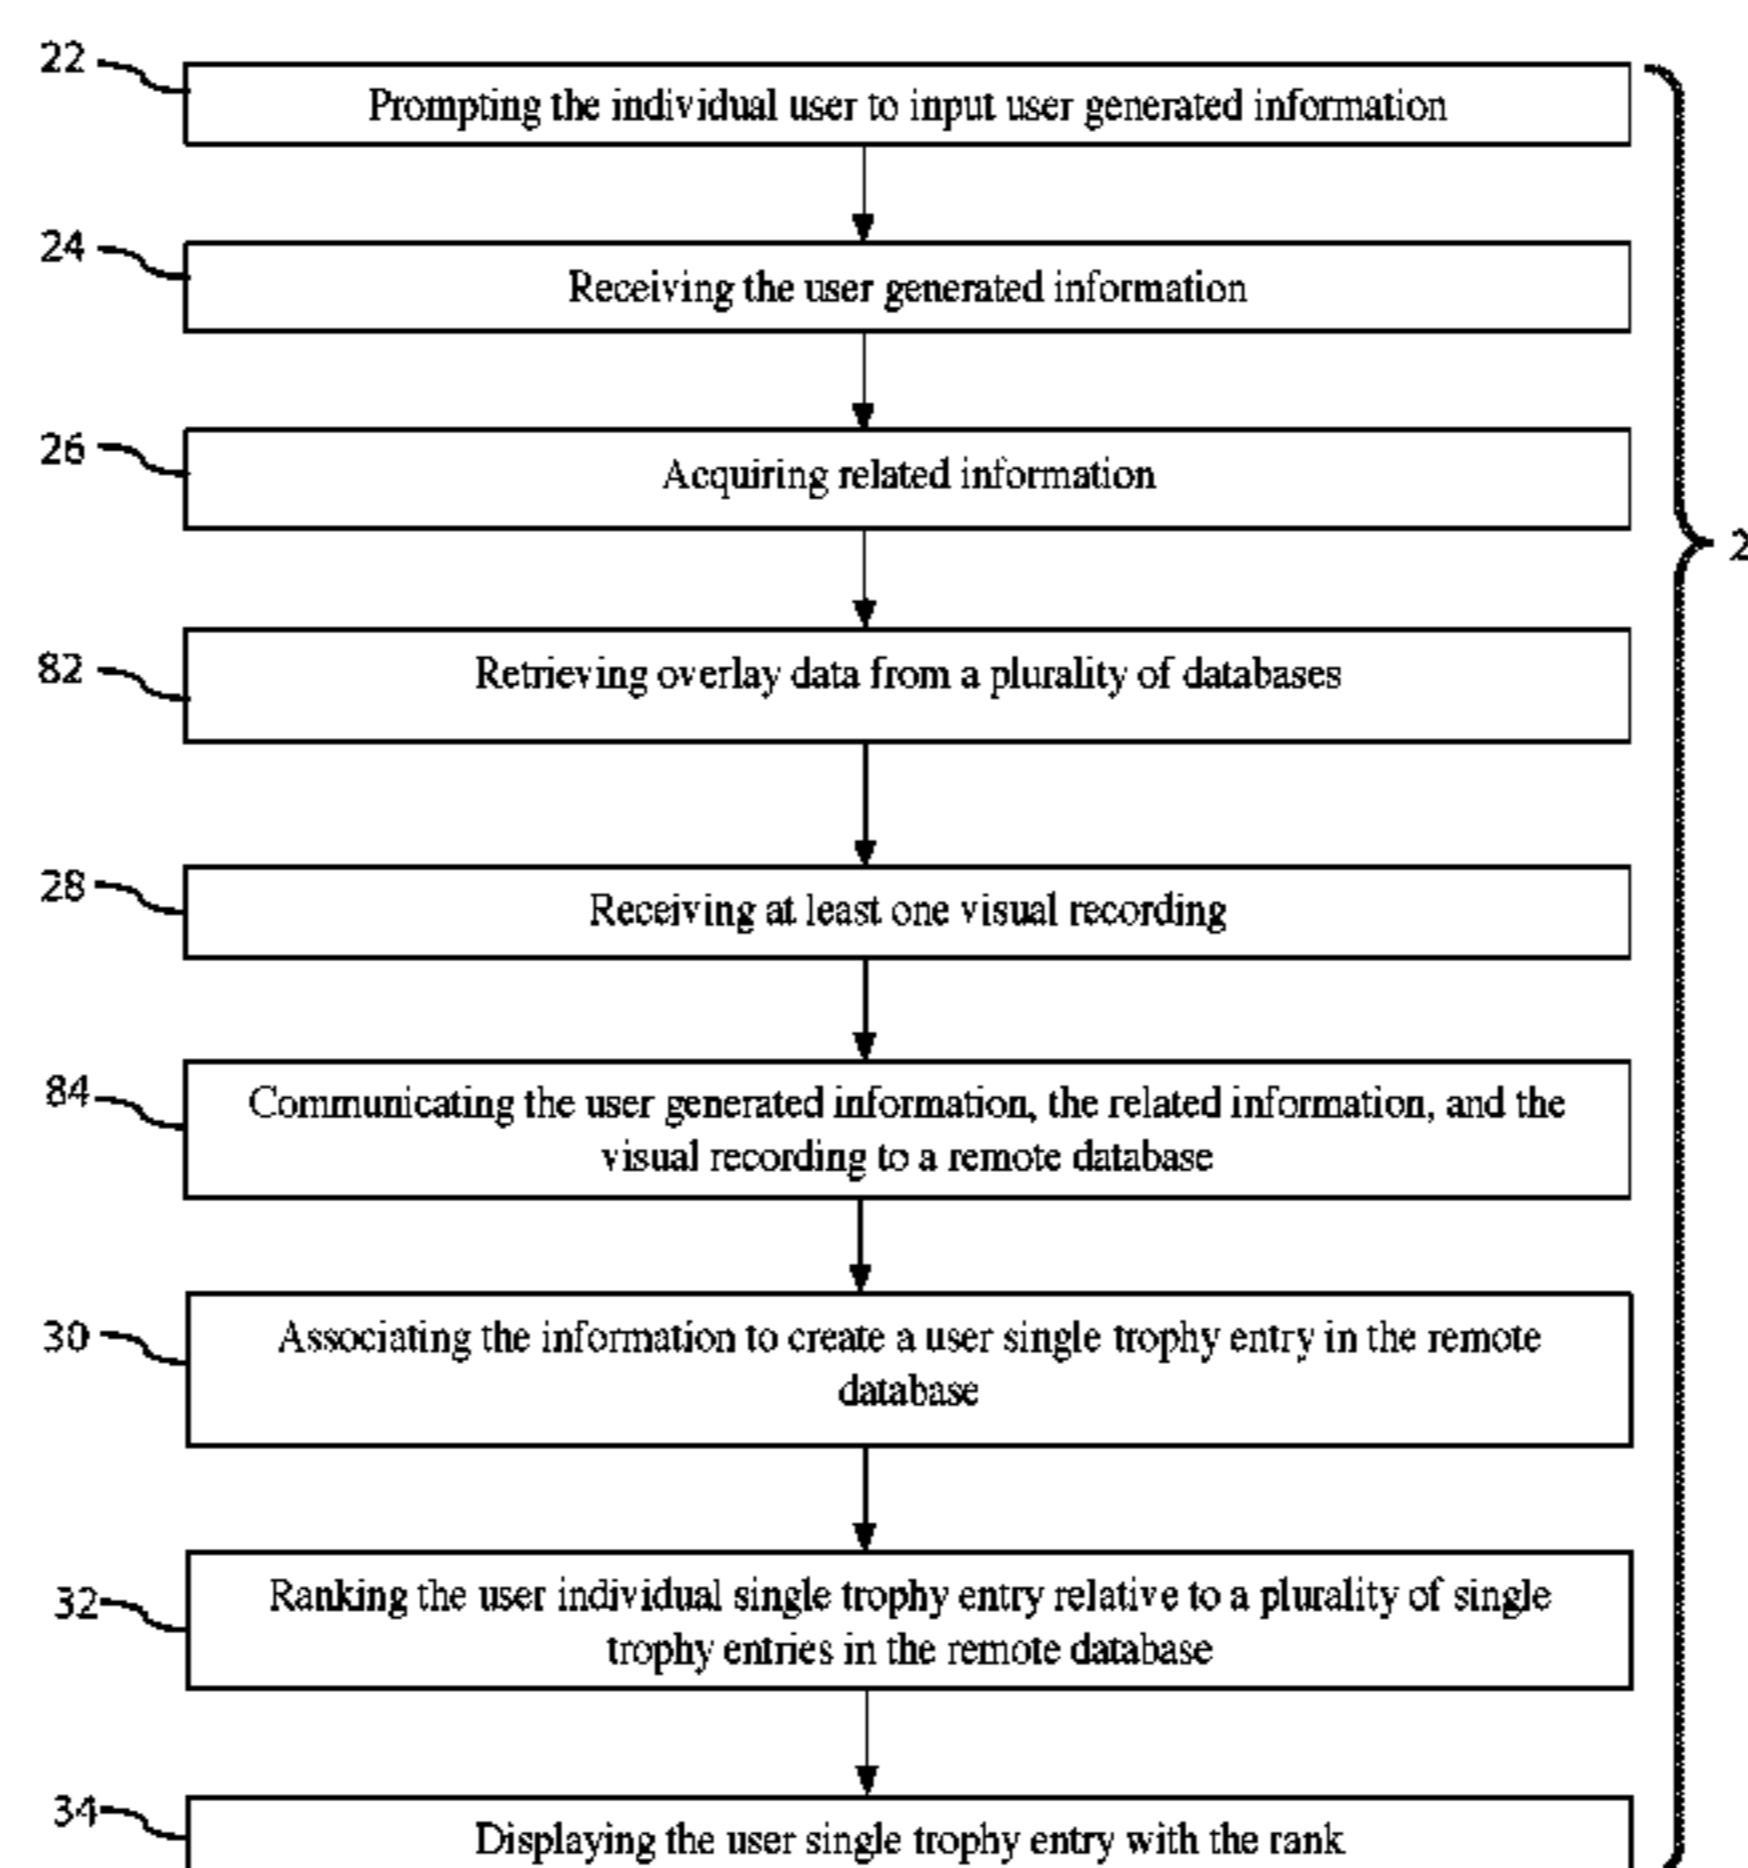 22
Prompting the individual user to input user generated information
24
Receiving the user generated information
26
Acquiring related information
2
82
Retrieving overlay data from a plurality of databases
28
Receiving at least one visual recording
84
Communicating the user generated information, the related information, and the
visual recording to a remote database
30
Associating the information to create a user single trophy entry in the remote
database
32
Ranking the user individual single trophy entry relative to a plurality of single
trophy entries in the remote database
34
Displaying the user single trophy entry with the rank